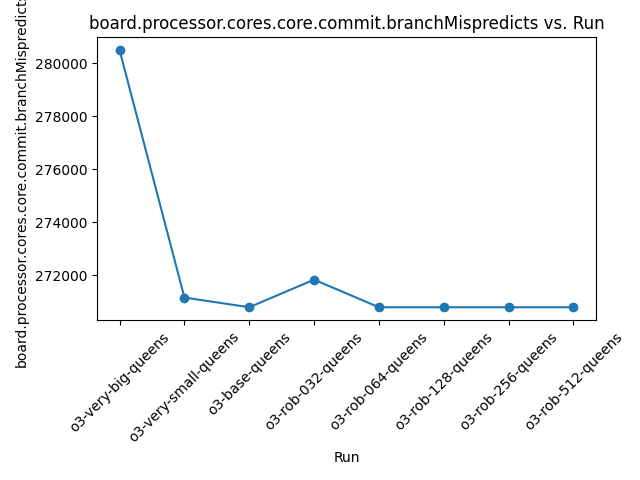 board.processor.cores.core.commit.branchMispredicts vs. Run
board.processor.cores.core.commit.branchMispredicts
280000
278000
276000
274000
272000
o3-very-big-queens
o3-very-small-queens
o3-base-queens
o3-rob-032-queens
o3-rob-064-queens
o3-rob-128-queens
o3-rob-256-queens
o3-rob-512-queens
Run